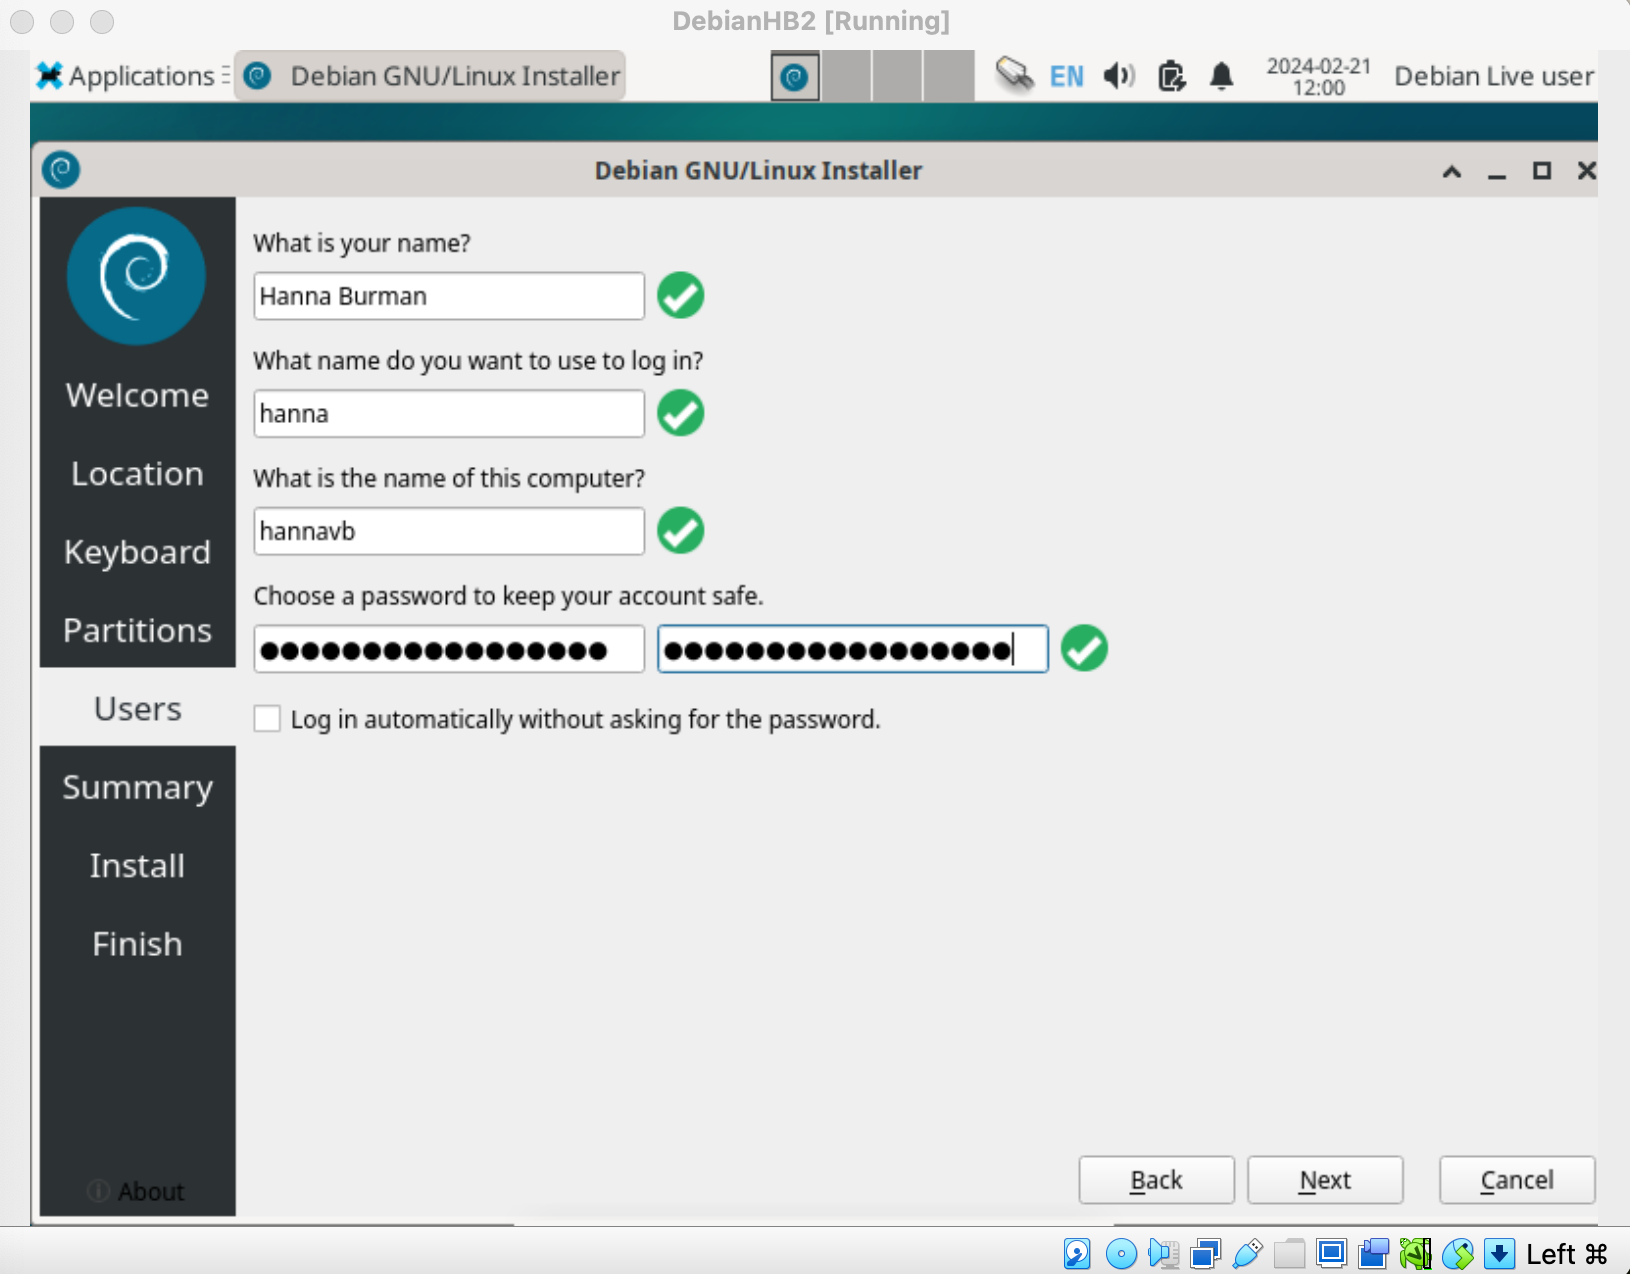 DebianHB2 [Running]
Applications Debian GNU/Linux Installer EN 2024-02-21 12:00 Debian Live user
Debian GNU/Linux Installer
Welcome
Location
Keyboard
Partitions
Users
Summary
Install
Finish
About
What is your name?
Hanna Burman
What name do you want to use to log in?
hanna
What is the name of this computer?
hannavb
Choose a password to keep your account safe.
●●●●●●●●●●●●●●●●● ●●●●●●●●●●●●●●●●●
Log in automatically without asking for the password.
Back Next Cancel
Left ⌘